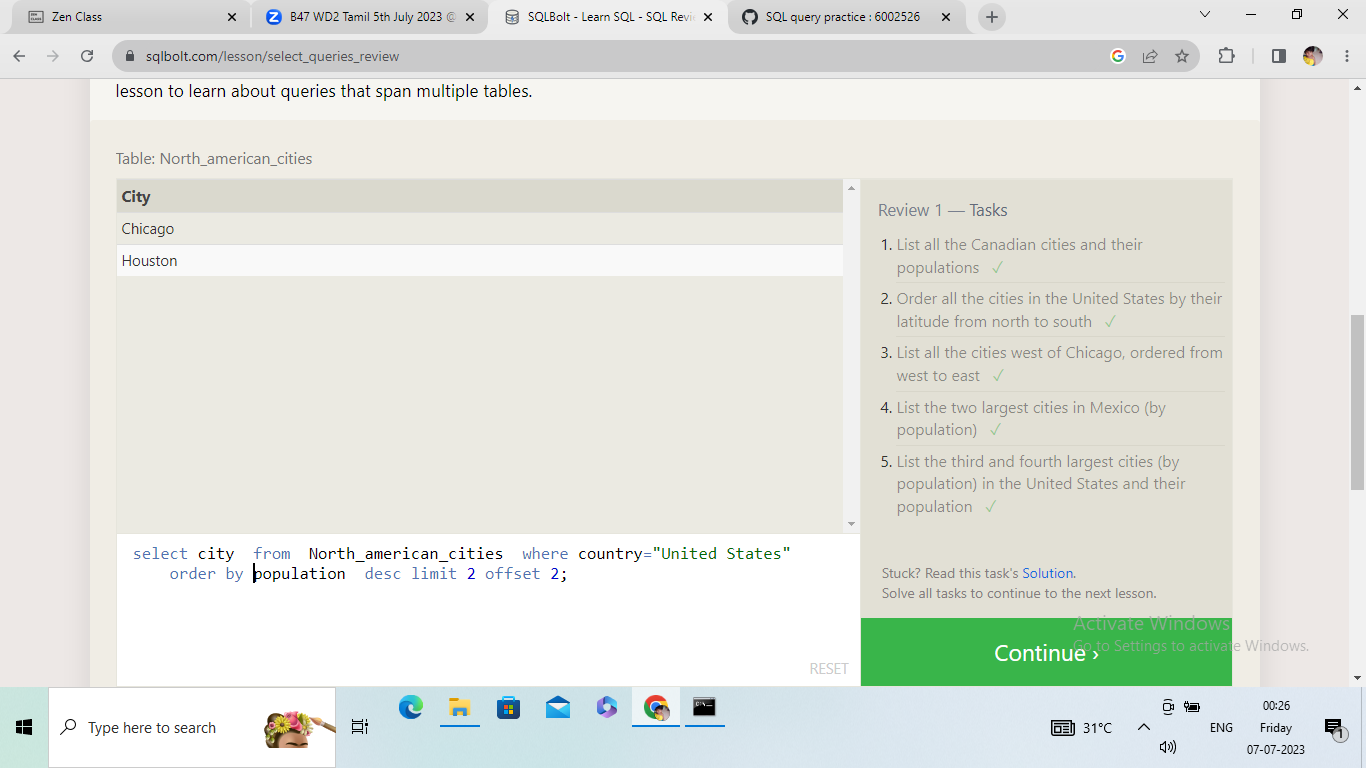 Zen Class
B47 WD2 Tamil 5th July 2023
SQLBolt - Learn SQL - SQL Revi
SQL query practice : 6002526
sqlbolt.com/lesson/select_queries_review
lesson to learn about queries that span multiple tables.
Table: North_american_cities
City
Chicago
Houston
select city  from  North_american_cities  where country="United States"
    order by population  desc limit 2 offset 2;
RESET
Review 1 — Tasks
1. List all the Canadian cities and their
populations ✓
2. Order all the cities in the United States by their
latitude from north to south ✓
3. List all the cities west of Chicago, ordered from
west to east ✓
4. List the two largest cities in Mexico (by
population) ✓
5. List the third and fourth largest cities (by
population) in the United States and their
population ✓
Stuck? Read this task's Solution.
Solve all tasks to continue to the next lesson.
Continue ›
Activate Windows
Go to Settings to activate Windows.
Type here to search
31°C
ENG
00:26
Friday
07-07-2023
1